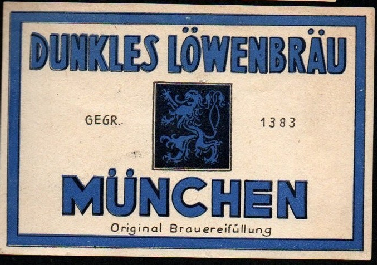 DUNKLES LÖWENBRÄU
GEGR. 1383
MÜNCHEN
Original Brauereifüllung